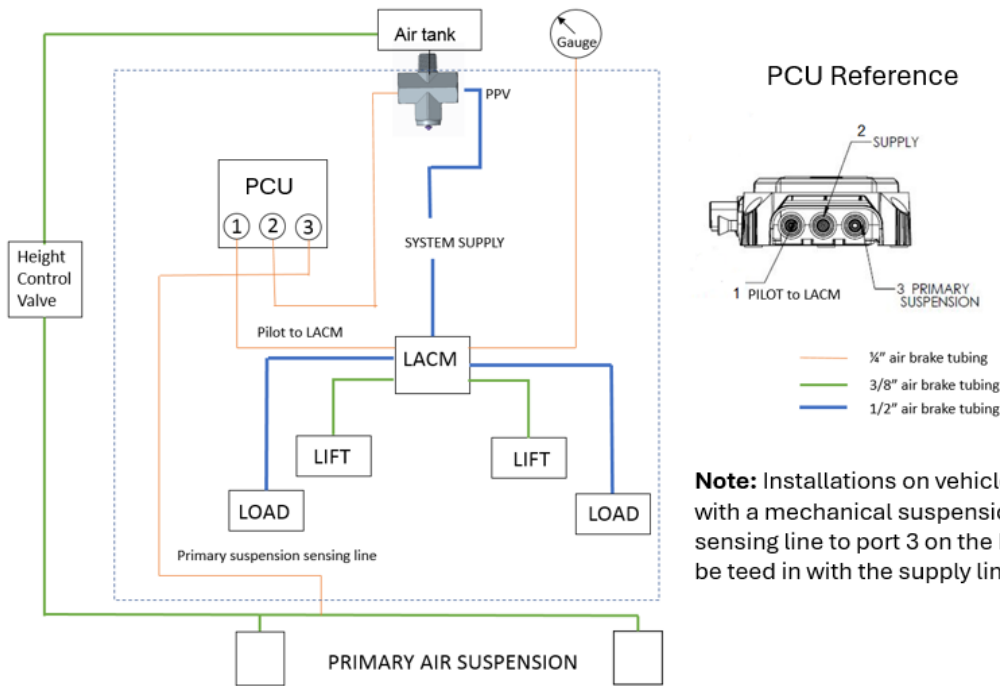 Air tank
Gauge
PPV
PCU
1 2 3
Height
Control
Valve
SYSTEM SUPPLY
Pilot to LACM
LACM
LIFT
LIFT
LOAD
LOAD
Primary suspension sensing line
PRIMARY AIR SUSPENSION
PCU Reference
2
SUPPLY
1 PILOT to LACM
3 PRIMARY
SUSPENSION
¼” air brake tubing
3/8” air brake tubing
1/2” air brake tubing
Note: Installations on vehicle
with a mechanical suspensio
sensing line to port 3 on the
be teed in with the supply lin